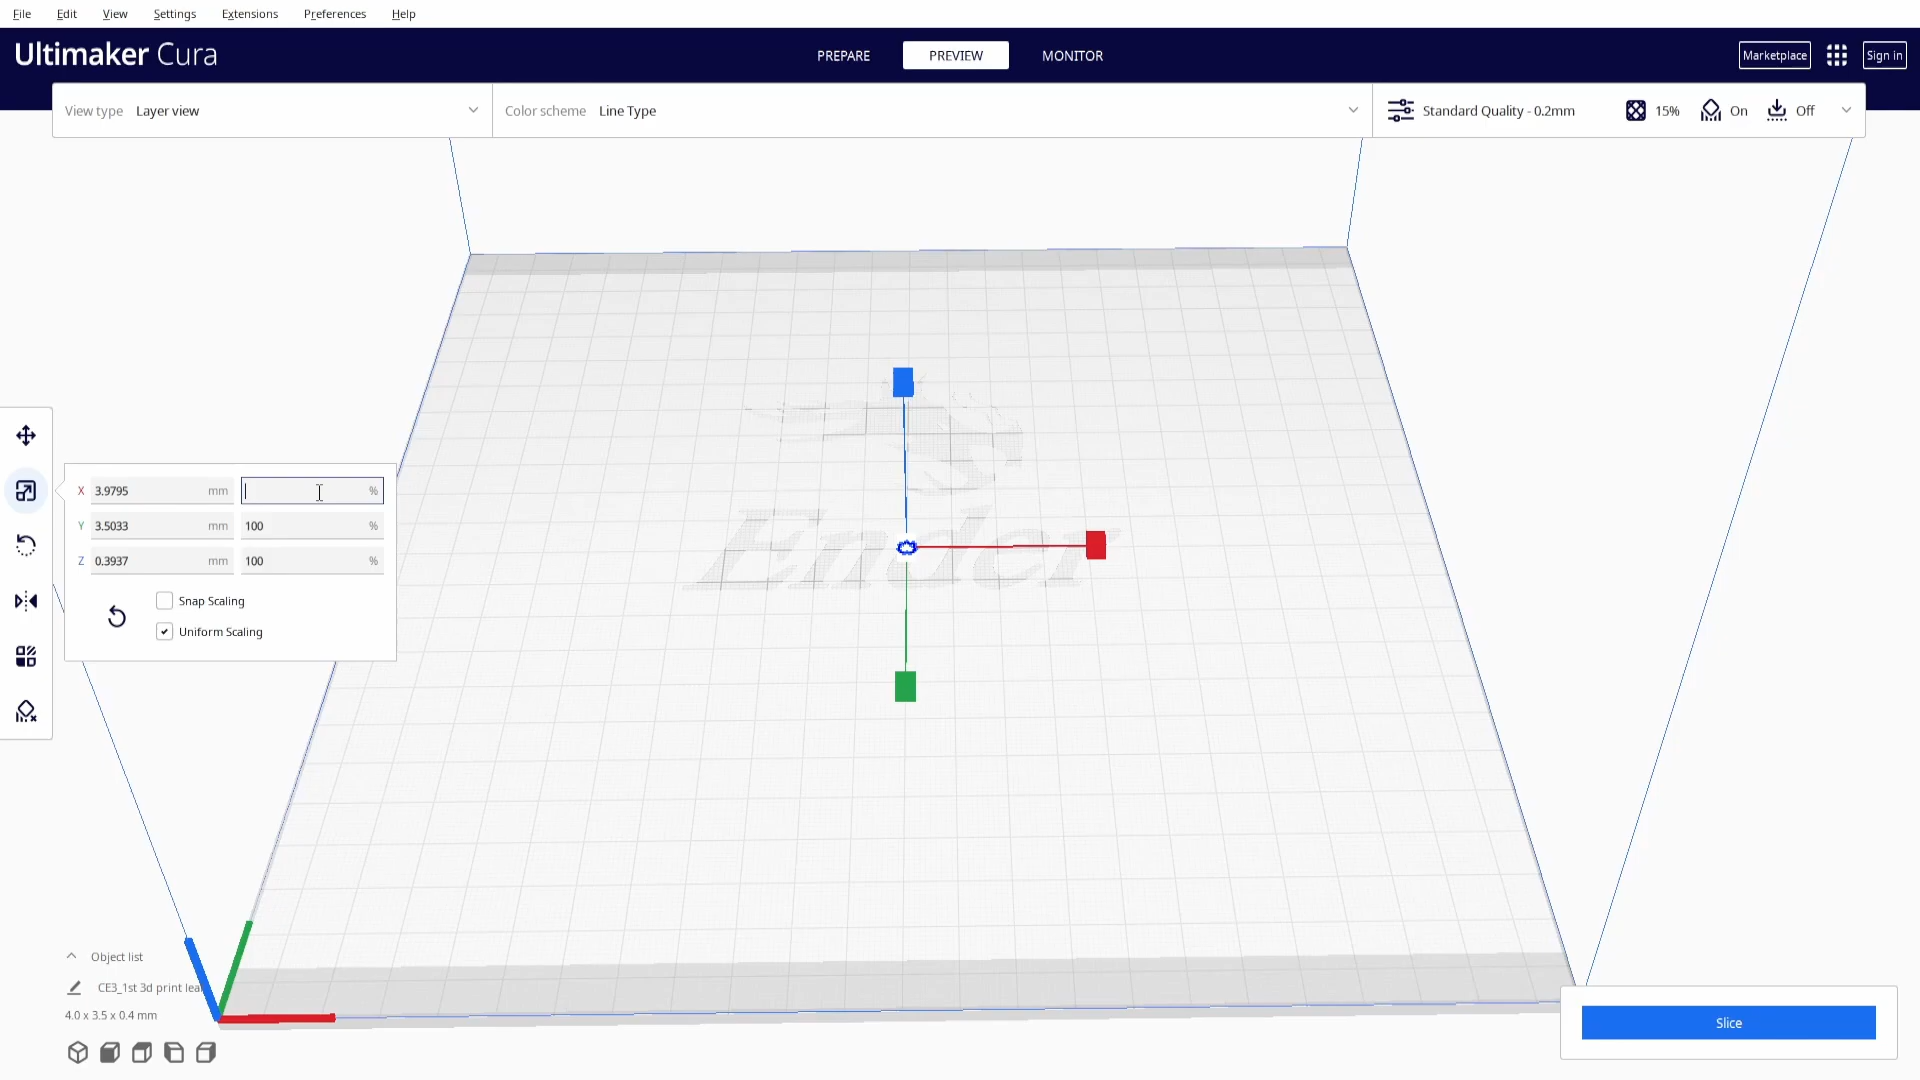 File Edit View Settings Extensions Preferences Help
Ultimaker Cura
PREPARE PREVIEW MONITOR
Marketplace Sign in
View type Layer view
Color scheme Line Type
Standard Quality - 0.2mm 15% On Off
Ender
X 3.9795 mm %
Y 3.5033 mm 100 %
Z 0.3937 mm 100 %
Snap Scaling
Uniform Scaling
Object list
CE3_1st 3d print
4.0 x 3.5 x 0.4 mm
Slice